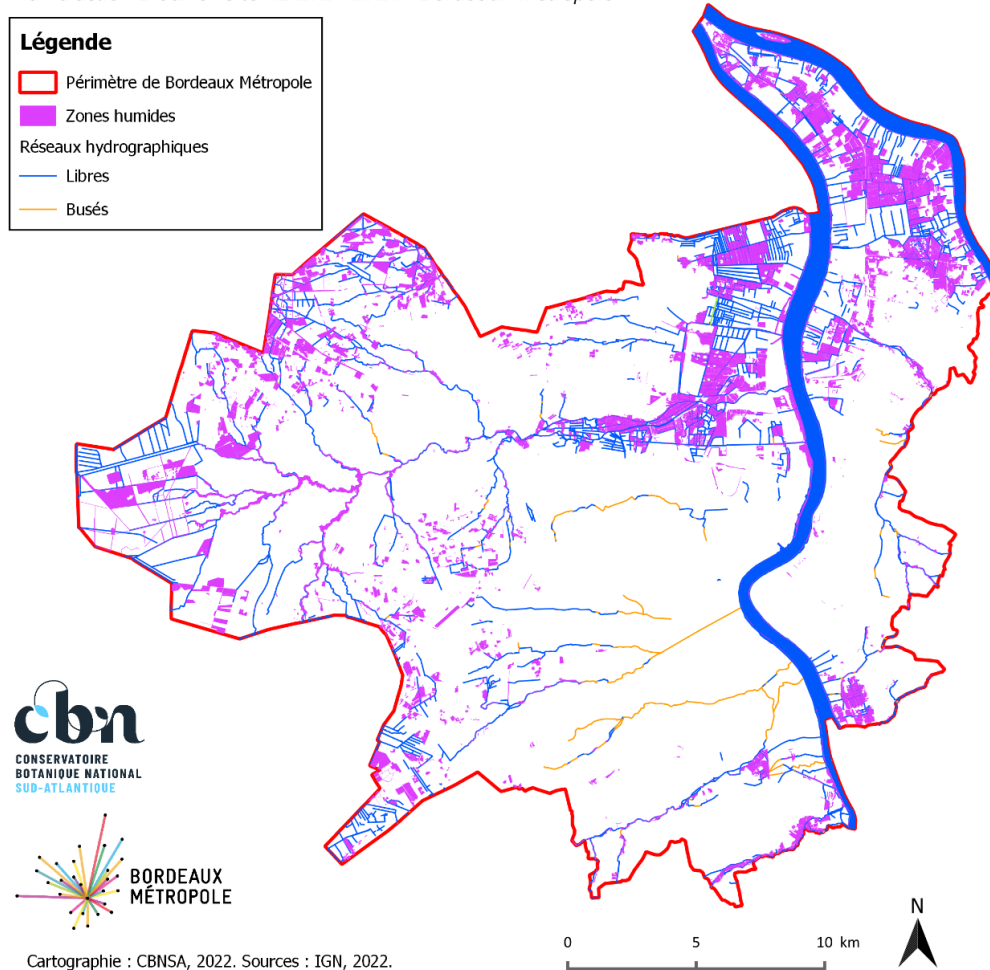 Légende
Périmètre de Bordeaux Métropole
Zones humides
Réseaux hydrographiques
Libres
Busés
cbn
CONSERVATOIRE
BOTANIQUE NATIONAL
SUD-ATLANTIQUE
BORDEAUX
MÉTROPOLE
N
0 5 10 km
Cartographie : CBNSA, 2022. Sources : IGN, 2022.